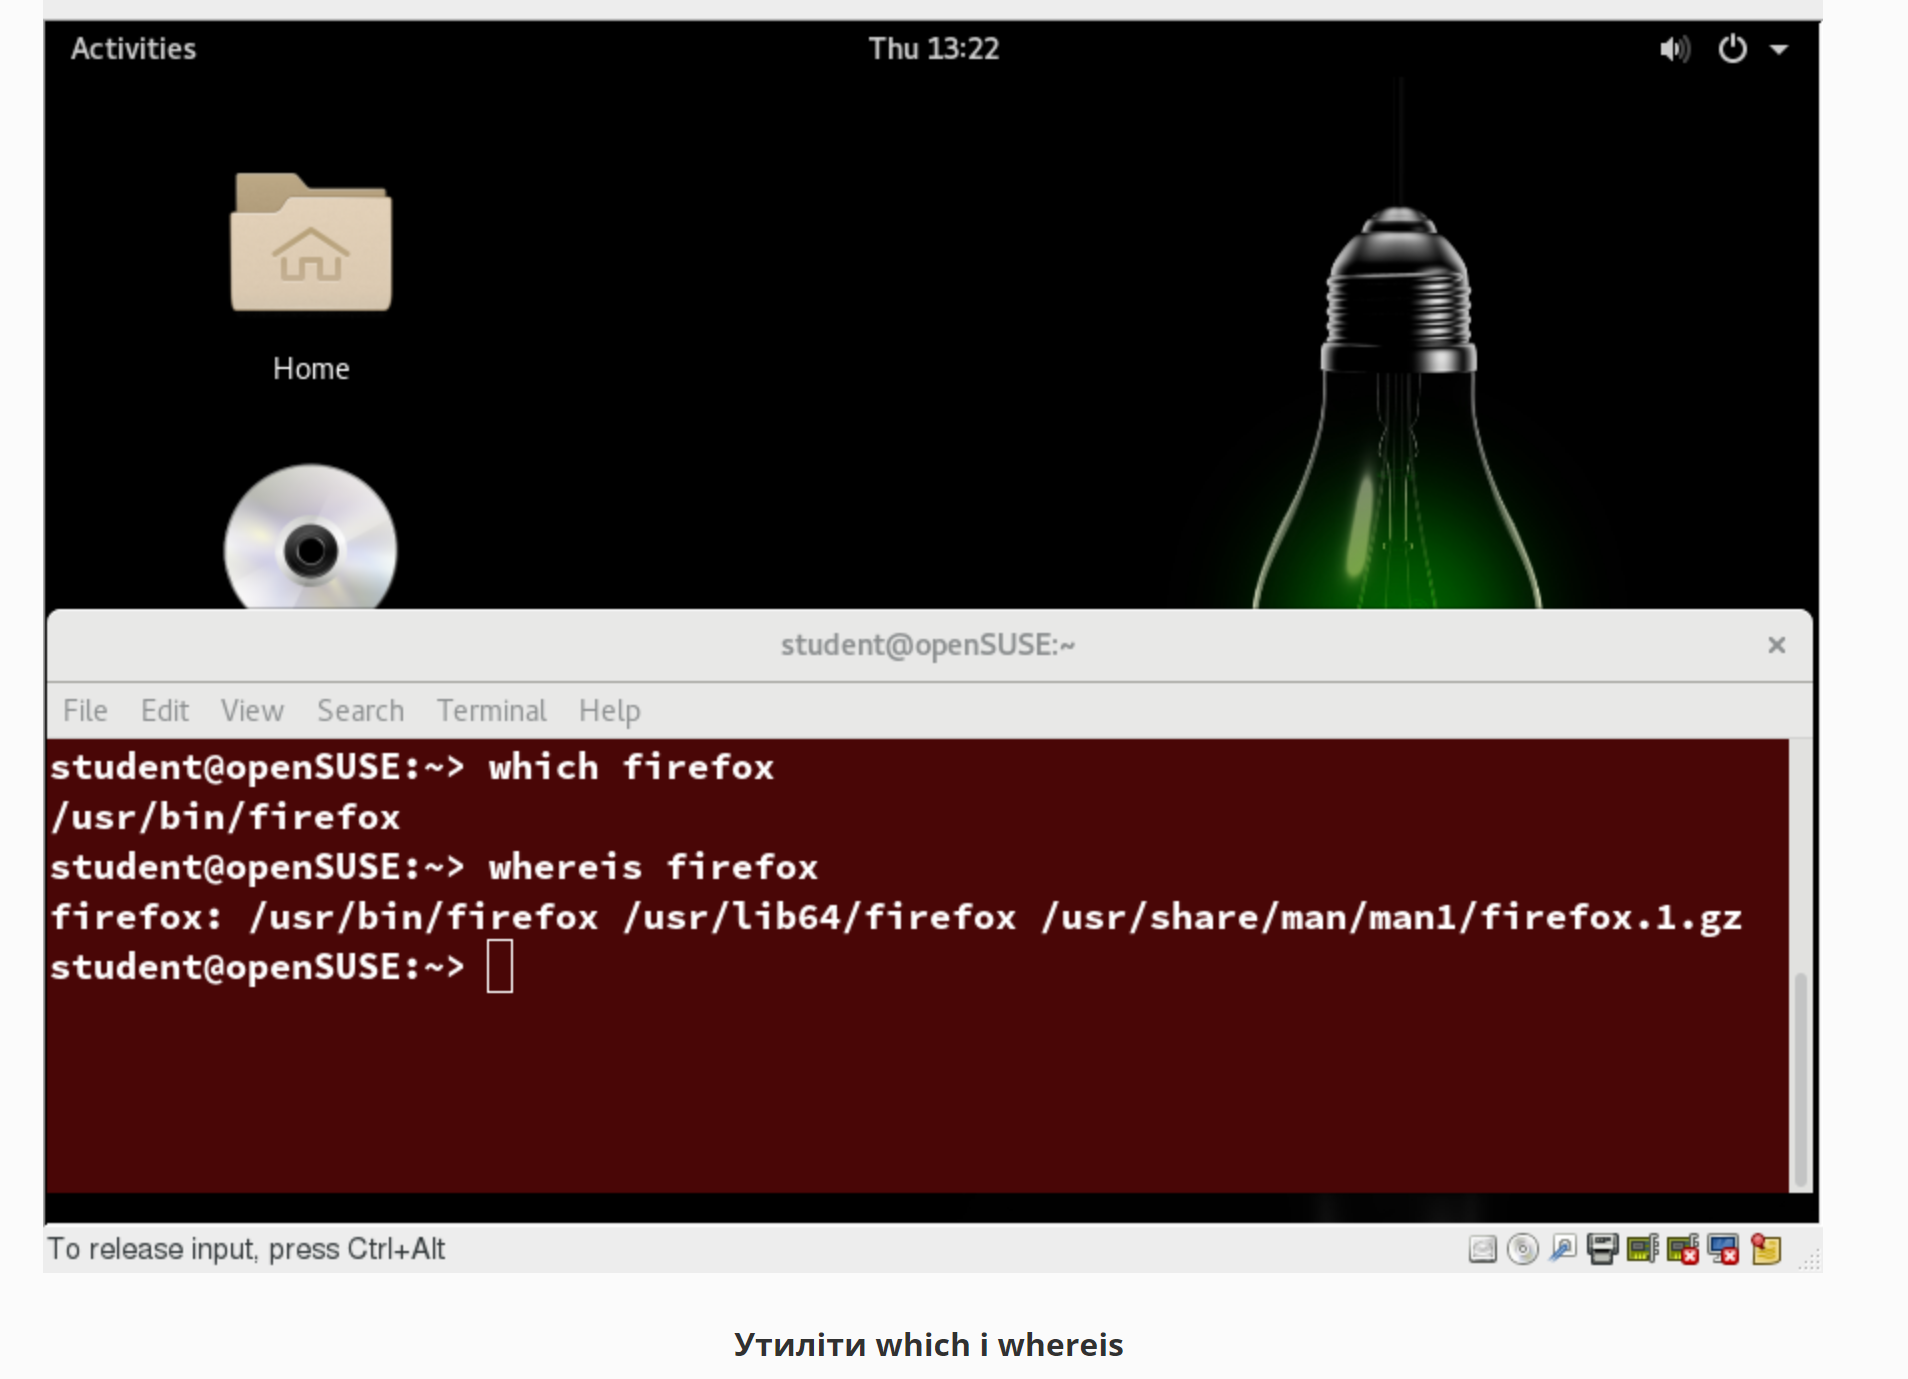 Activities
Thu 13:22
Home
student@openSUSE:~
File Edit View Search Terminal Help
student@openSUSE:~> which firefox
/usr/bin/firefox
student@openSUSE:~> whereis firefox
firefox: /usr/bin/firefox /usr/lib64/firefox /usr/share/man/man1/firefox.1.gz
student@openSUSE:~>
To release input, press Ctrl+Alt
Утиліти which і whereis